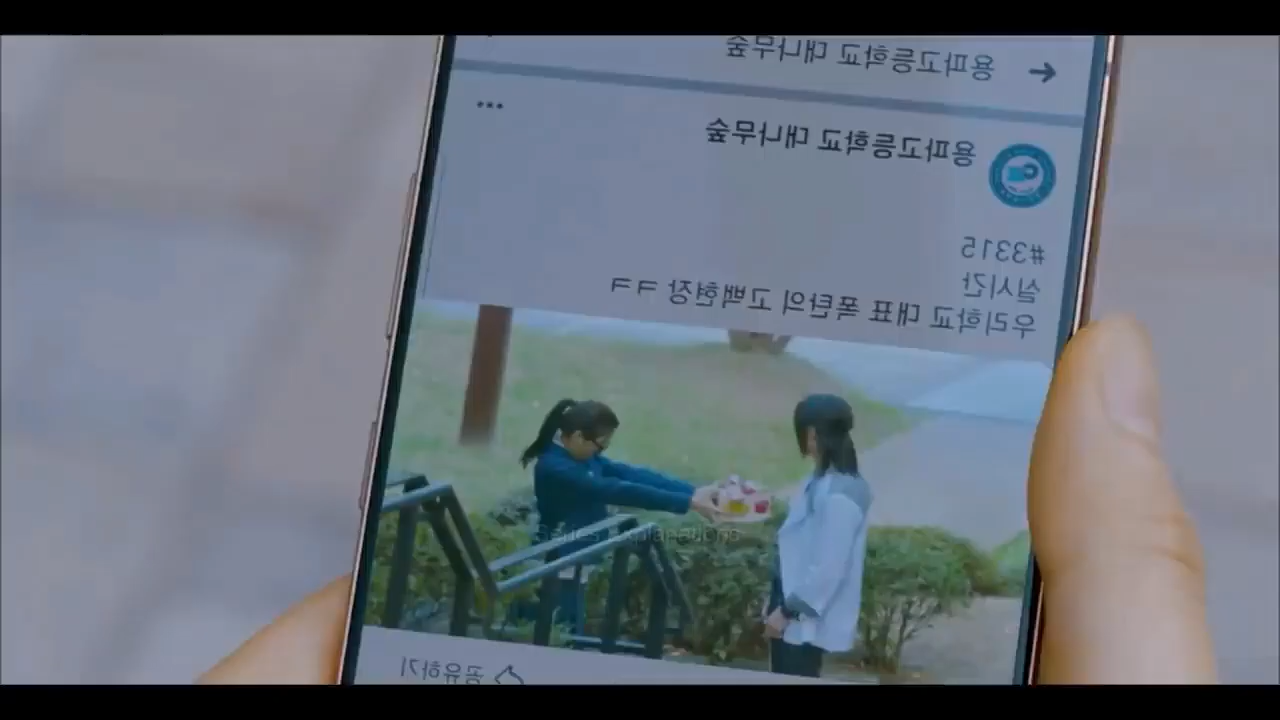 용파고등학교 대나무숲
용파고등학교 대나무숲
#3315
실시간
우리학교 대표 폭탄의 고백현장 ㅋㅋ
Series Explanations
공유하기